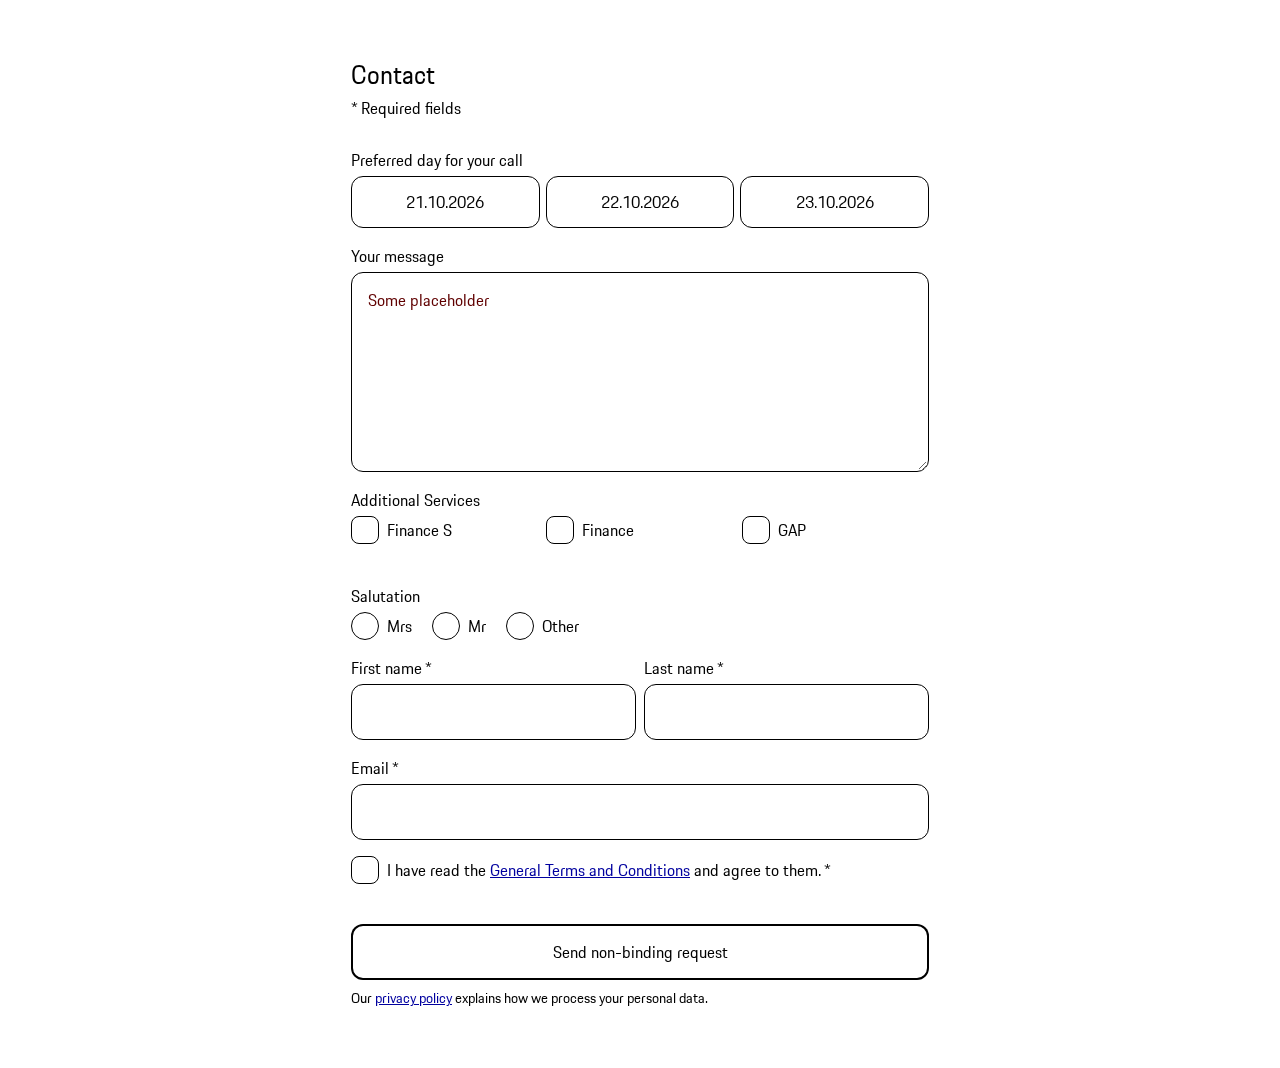 Contact
* Required fields
Preferred day for your call
21.10.2026 22.10.2026 23.10.2026
Your message
Some placeholder
Additional Services
Finance S Finance GAP
Salutation
Mrs Mr Other
First name * Last name *
Email *
I have read the General Terms and Conditions and agree to them. *
Send non-binding request
Our privacy policy explains how we process your personal data.